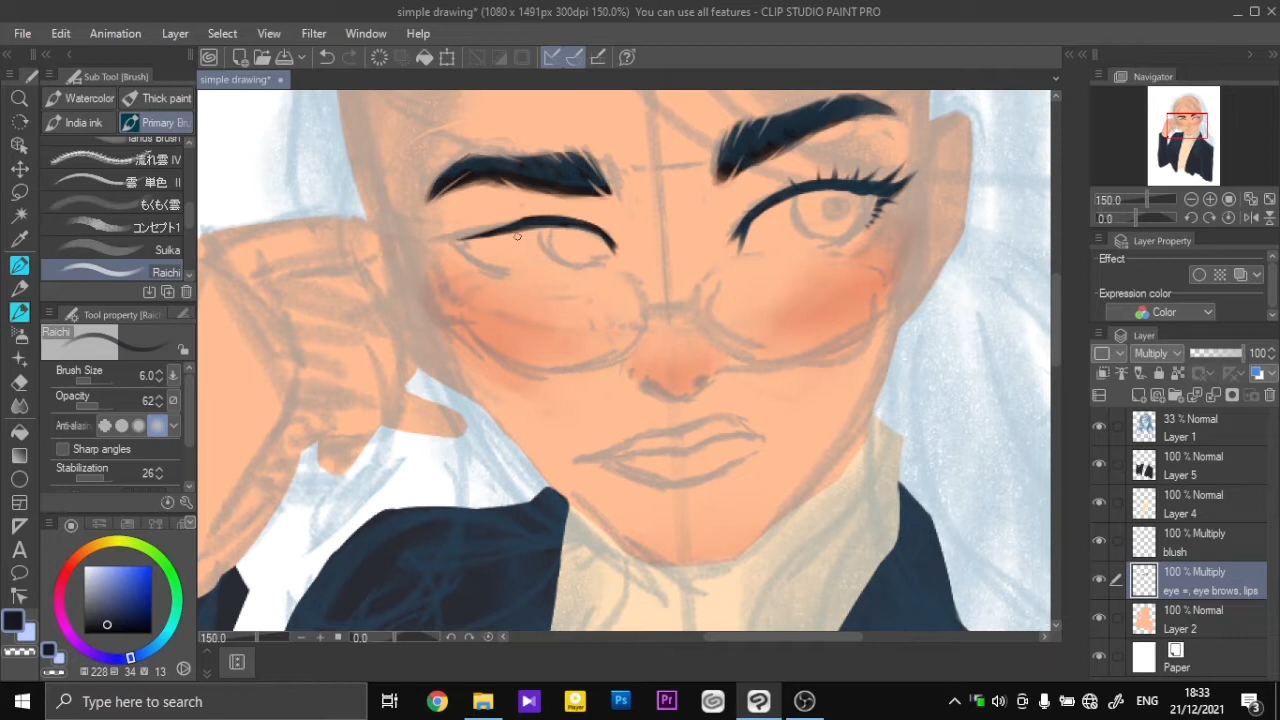 simple drawing* (1080 x 1491px 300dpi 150.0%)  You can use all features - CLIP STUDIO PAINT PRO
File Edit Animation Layer Select View Filter Window Help
Sub Tool [Brush]
simple drawing*
Navigator
Watercolor Thick paint
India ink Primary Bru
流れ雲 Ⅳ
雲 単色 Ⅱ
もくもく雲
コンセプト1
Suika
Raichi
150.0
0.0
Layer Property
Effect
Expression color
Color
Tool property [Raic
Raichi
Brush Size 6.0
Opacity 62
Anti-alias
Sharp angles
Stabilization 26
Layer
Multiply 100
33 % Normal
Layer 1
100 % Normal
Layer 5
100 % Normal
Layer 4
100 % Multiply
blush
100 % Multiply
eye =, eye brows, lips
100 % Normal
Layer 2
Paper
150.0 0.0
228 34 13
Type here to search
Player
Ps
Pr
ENG
18:33
21/12/2021
3